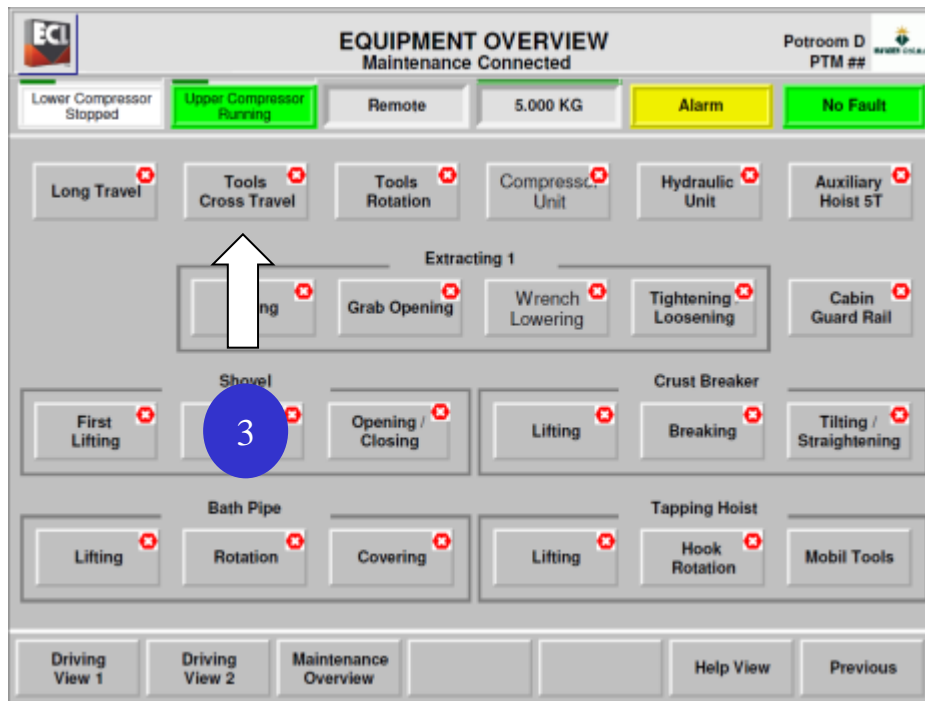 ECL
EQUIPMENT OVERVIEW
Maintenance Connected
Potroom D
PTM ##
Lower Compressor
Stopped
Upper Compressor
Running
Remote
5.000 KG
Alarm
No Fault
Long Travel
Tools
Cross Travel
Tools
Rotation
Compressor
Unit
Hydraulic
Unit
Auxiliary
Hoist 5T
Extracting 1
Grab Opening
Wrench
Lowering
Tightening /
Loosening
Cabin
Guard Rail
Shovel
Crust Breaker
First
Lifting
3
Opening /
Closing
Lifting
Breaking
Tilting /
Straightening
Bath Pipe
Tapping Hoist
Lifting
Rotation
Covering
Lifting
Hook
Rotation
Mobil Tools
Driving
View 1
Driving
View 2
Maintenance
Overview
Help View
Previous